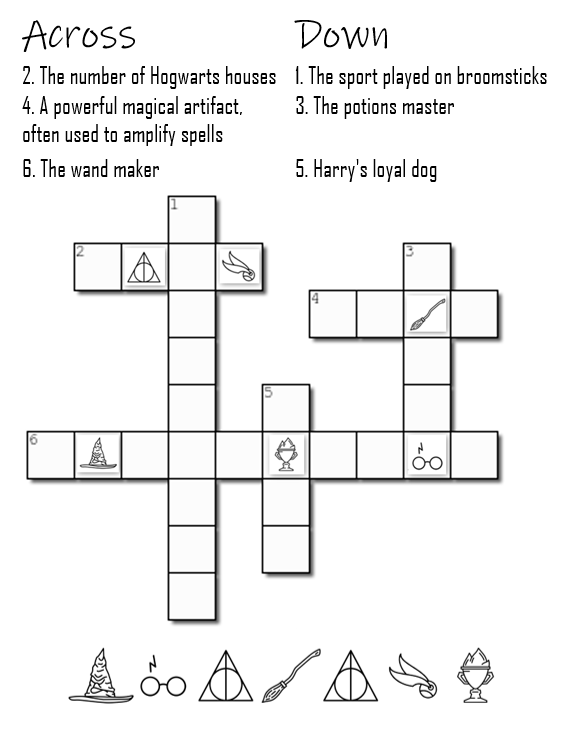 Across
Down
2. The number of Hogwarts houses
1. The sport played on broomsticks
4. A powerful magical artifact,
often used to amplify spells
3. The potions master
6. The wand maker
5. Harry's loyal dog
1
2
3
4
5
6